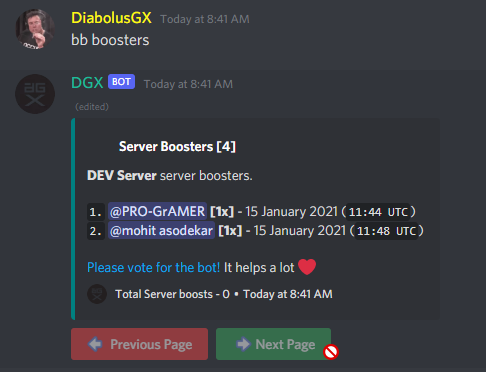 DiabolusGX Today at 8:41 AM
bb boosters
DGX BOT Today at 8:41 AM
(edited)
Server Boosters [4]
DEV Server server boosters.
1. @PRO-GrAMER [1x] - 15 January 2021 (11:44 UTC)
2. @mohit asodekar [1x] - 15 January 2021 (11:48 UTC)
Please vote for the bot! It helps a lot ❤️
Total Server boosts - 0 • Today at 8:41 AM
Previous Page Next Page